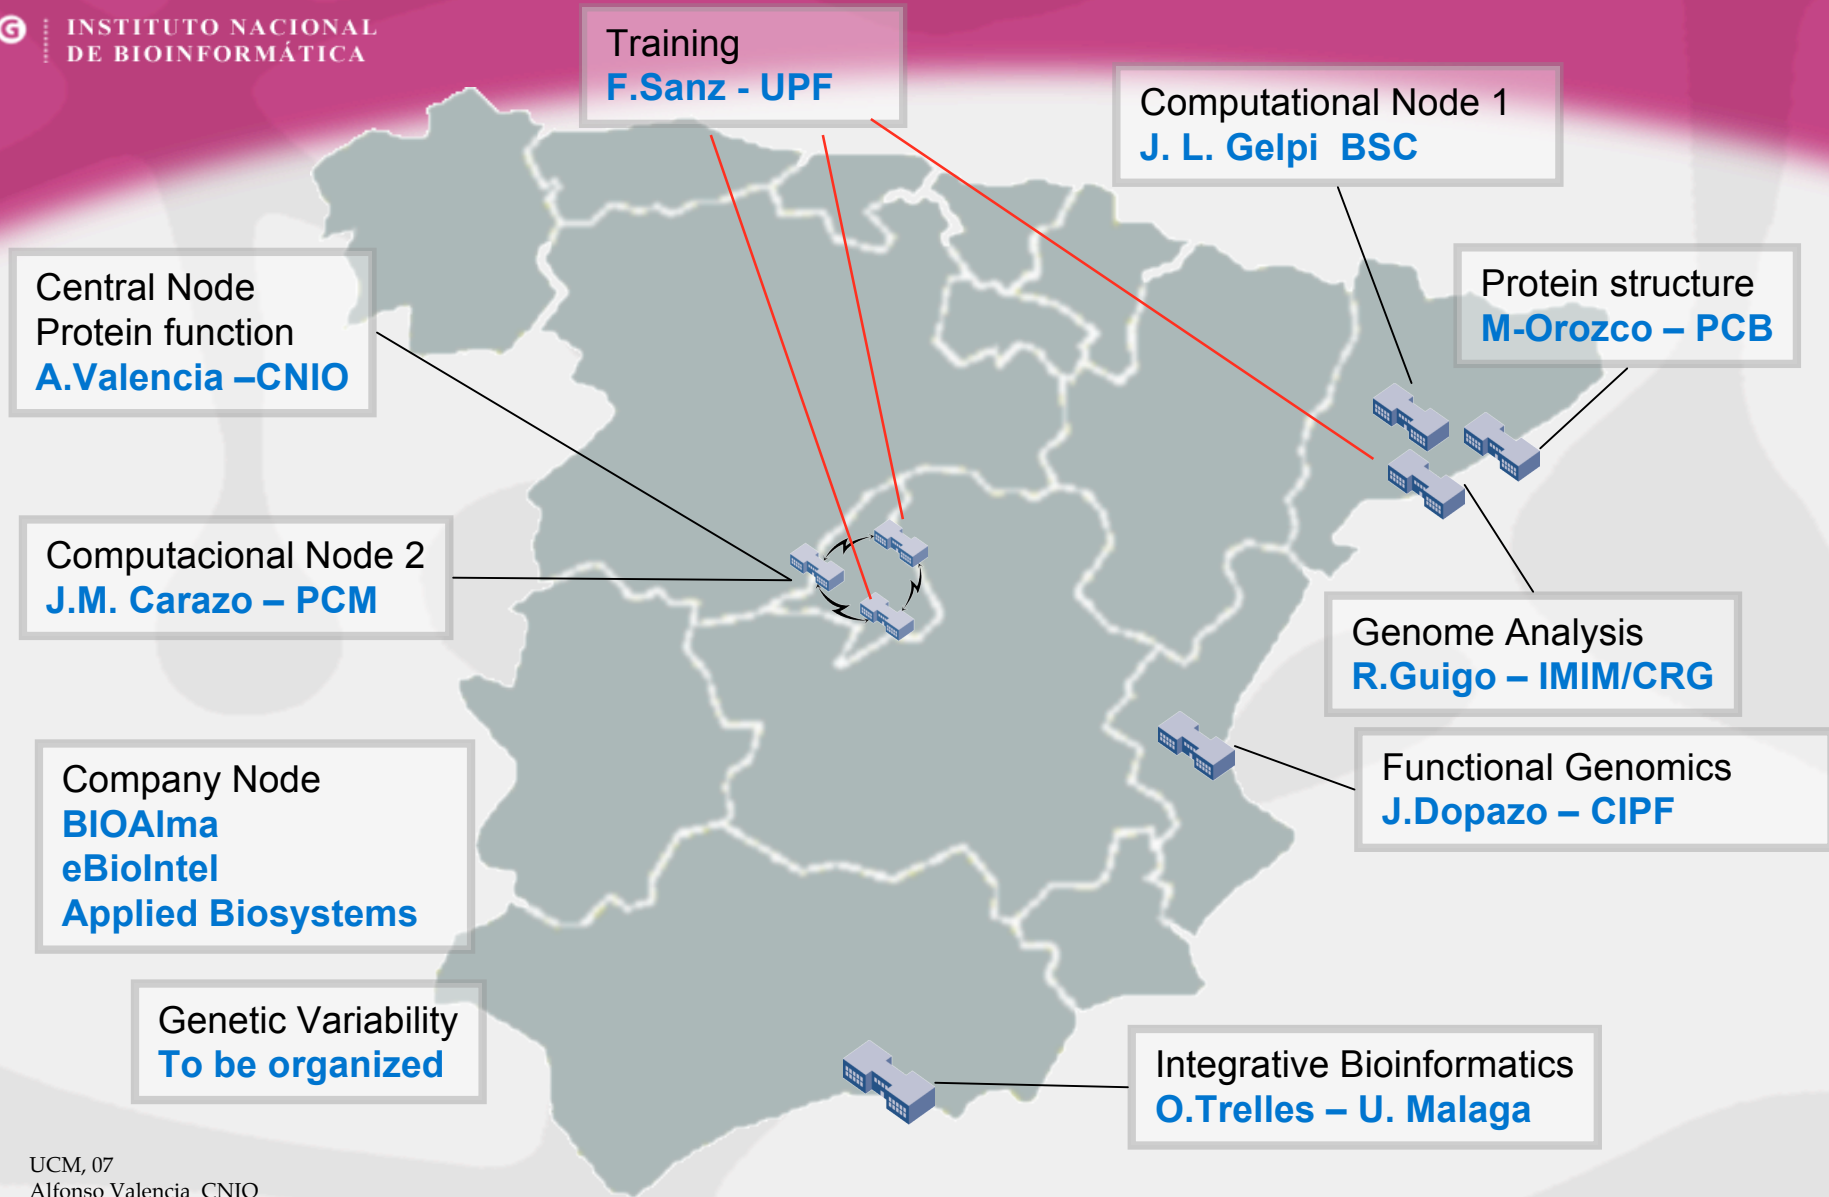 G
INSTITUTO NACIONAL
DE BIOINFORMÁTICA
Training
F.Sanz - UPF
Computational Node 1
J. L. Gelpi BSC
Central Node
Protein function
A.Valencia –CNIO
Protein structure
M-Orozco – PCB
Computacional Node 2
J.M. Carazo – PCM
Genome Analysis
R.Guigo – IMIM/CRG
Company Node
BIOAlma
eBioIntel
Applied Biosystems
Functional Genomics
J.Dopazo – CIPF
Genetic Variability
To be organized
Integrative Bioinformatics
O.Trelles – U. Malaga
UCM, 07
Alfonso Valencia CNIO